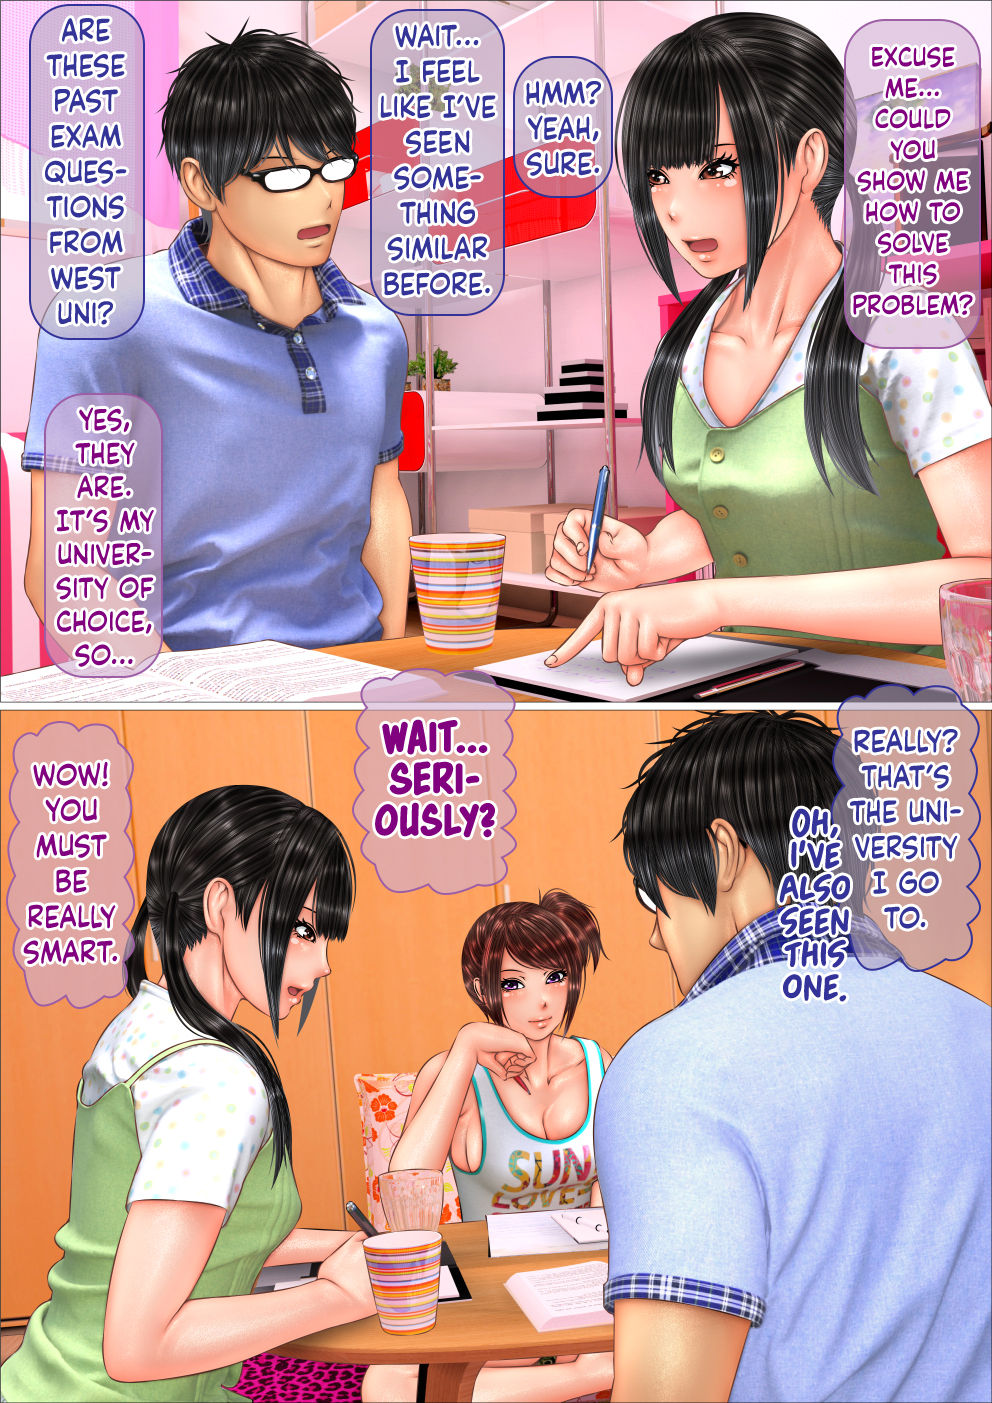 EXCUSE
ME...
COULD
YOU
SHOW ME
HOW TO
SOLVE
THIS
PROBLEM?
HMM?
YEAH,
SURE.
WAIT...
I FEEL
LIKE I'VE
SEEN
SOME-
THING
SIMILAR
BEFORE.
ARE
THESE
PAST
EXAM
QUES-
TIONS
FROM
WEST
UNI?
YES,
THEY
ARE.
IT'S MY
UNIVER-
SITY OF
CHOICE,
SO...
REALLY?
THAT'S
THE UNI-
VERSITY
I GO
TO.
OH,
I'VE
ALSO
SEEN
THIS
ONE.
WAIT...
SERI-
OUSLY?
WOW!
YOU
MUST
BE
REALLY
SMART.
SUN
LOVE